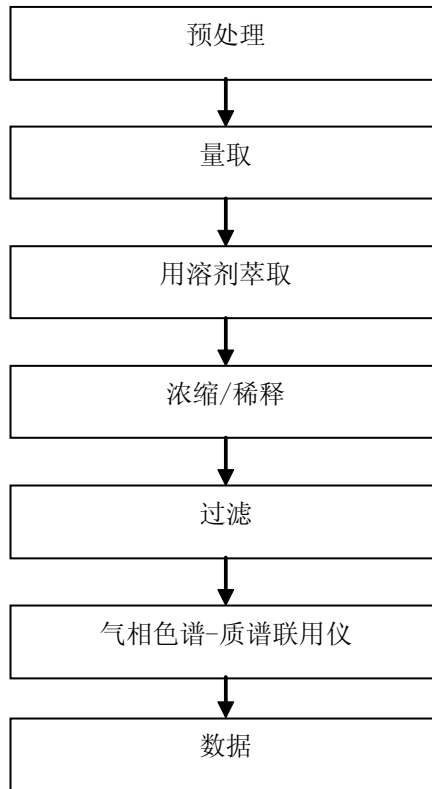 预处理
量取
用溶剂萃取
浓缩/稀释
过滤
气相色谱-质谱联用仪
数据